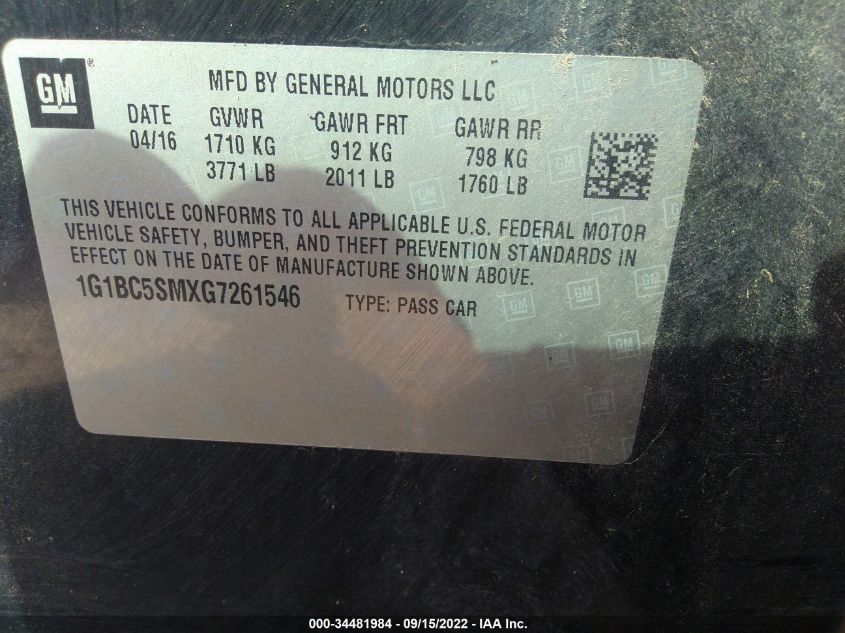 GM ®
MFD BY GENERAL MOTORS LLC
DATE GVWR GAWR FRT GAWR RR
04/16 1710 KG 912 KG 798 KG
3771 LB 2011 LB 1760 LB
THIS VEHICLE CONFORMS TO ALL APPLICABLE U.S. FEDERAL MOTOR
VEHICLE SAFETY, BUMPER, AND THEFT PREVENTION STANDARDS IN
EFFECT ON THE DATE OF MANUFACTURE SHOWN ABOVE.
1G1BC5SMXG7261546 TYPE: PASS CAR
000-34481984 - 09/15/2022 - IAA Inc.